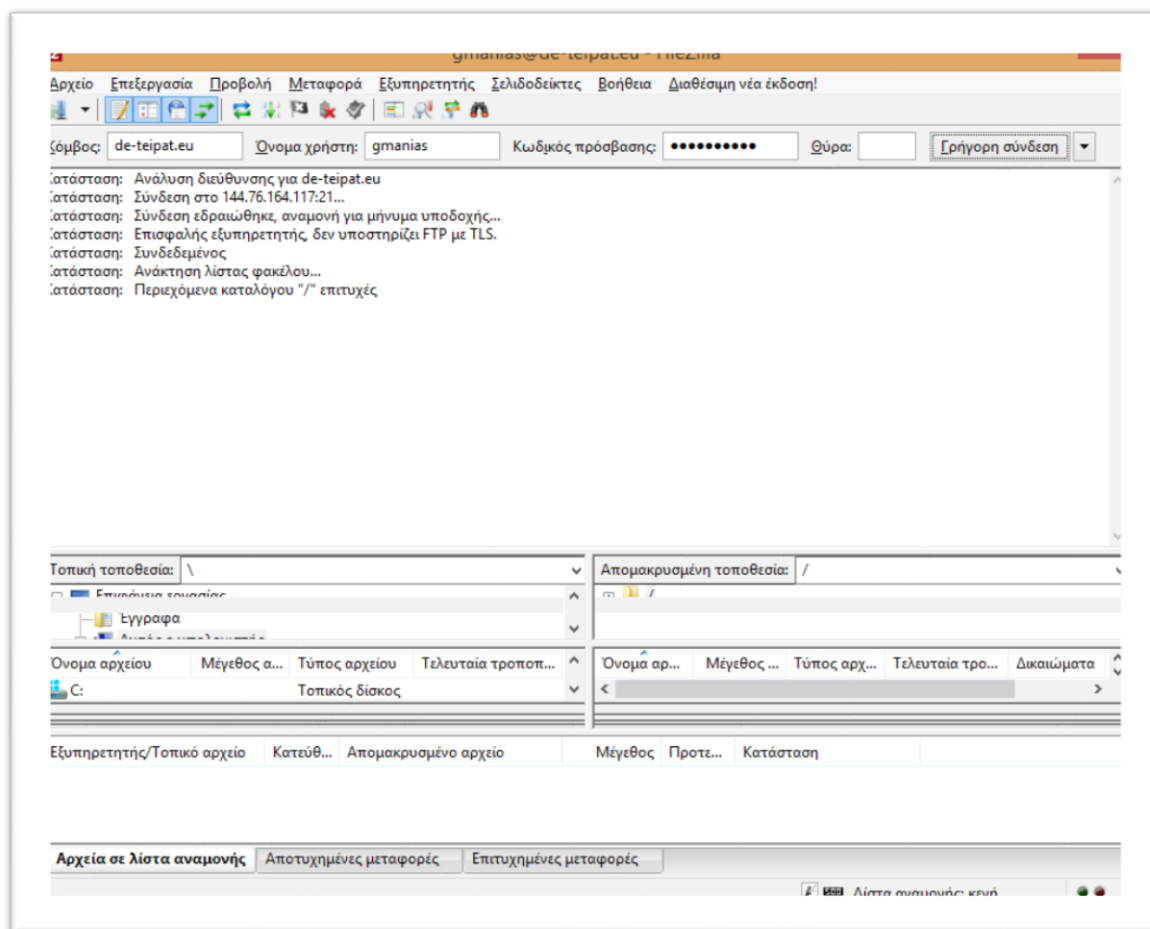 gmanias@de-teipat.eu - FileZilla
Αρχείο Επεξεργασία Προβολή Μεταφορά Εξυπηρετητής Σελιδοδείκτες Βοήθεια Διαθέσιμη νέα έκδοση!
Κόμβος: de-teipat.eu Όνομα χρήστη: gmanias Κωδικός πρόσβασης: ●●●●●●●●●● Θύρα: Γρήγορη σύνδεση
Κατάσταση: Ανάλυση διεύθυνσης για de-teipat.eu
Κατάσταση: Σύνδεση στο 144.76.164.117:21...
Κατάσταση: Σύνδεση εδραιώθηκε, αναμονή για μήνυμα υποδοχής...
Κατάσταση: Επισφαλής εξυπηρετητής, δεν υποστηρίζει FTP με TLS.
Κατάσταση: Συνδεδεμένος
Κατάσταση: Ανάκτηση λίστας φακέλου...
Κατάσταση: Περιεχόμενα καταλόγου "/" επιτυχές
Τοπική τοποθεσία: \ Απομακρυσμένη τοποθεσία: /
Επιφάνεια εργασίας /
Έγγραφα
Αυτός ο υπολογιστής
Όνομα αρχείου Μέγεθος α... Τύπος αρχείου Τελευταία τροποπ... Όνομα αρ... Μέγεθος ... Τύπος αρχ... Τελευταία τρο... Δικαιώματα
C: Τοπικός δίσκος
Εξυπηρετητής/Τοπικό αρχείο Κατεύθ... Απομακρυσμένο αρχείο Μέγεθος Προτε... Κατάσταση
Αρχεία σε λίστα αναμονής Αποτυχημένες μεταφορές Επιτυχημένες μεταφορές
Λίστα αναμονής: κενή